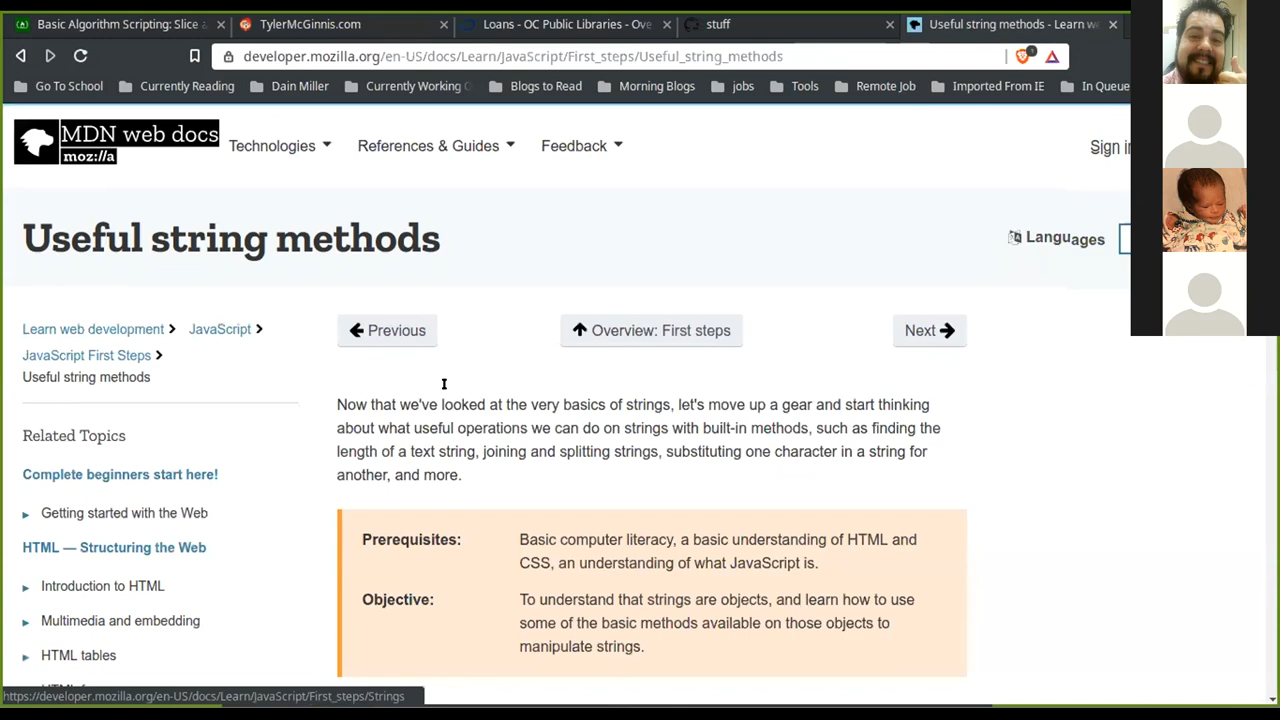 Basic Algorithm Scripting: Slice a
TylerMcGinnis.com
Loans - OC Public Libraries - Ove
stuff
Useful string methods - Learn we
developer.mozilla.org/en-US/docs/Learn/JavaScript/First_steps/Useful_string_methods
Go To School
Currently Reading
Dain Miller
Currently Working
Blogs to Read
Morning Blogs
jobs
Tools
Remote Job
Imported From IE
In Queue
MDN web docs
moz://a
Technologies
References & Guides
Feedback
Sign in
Useful string methods
Languages
Learn web development
JavaScript
JavaScript First Steps
Useful string methods
Related Topics
Complete beginners start here!
Getting started with the Web
HTML — Structuring the Web
Introduction to HTML
Multimedia and embedding
HTML tables
Previous
Overview: First steps
Next
Now that we've looked at the very basics of strings, let's move up a gear and start thinking
about what useful operations we can do on strings with built-in methods, such as finding the
length of a text string, joining and splitting strings, substituting one character in a string for
another, and more.
Prerequisites:
Basic computer literacy, a basic understanding of HTML and
CSS, an understanding of what JavaScript is.
Objective:
To understand that strings are objects, and learn how to use
some of the basic methods available on those objects to
manipulate strings.
https://developer.mozilla.org/en-US/docs/Learn/JavaScript/First_steps/Strings